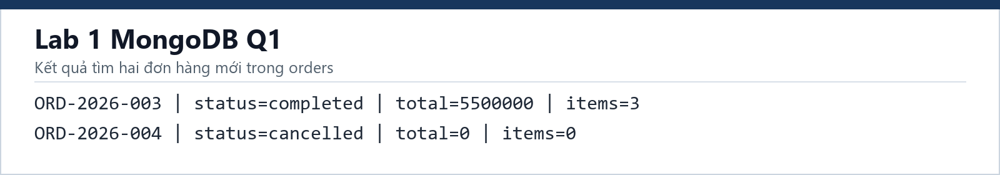 Lab 1 MongoDB Q1
Kết quả tìm hai đơn hàng mới trong orders
ORD-2026-003 | status=completed | total=5500000 | items=3
ORD-2026-004 | status=cancelled | total=0 | items=0